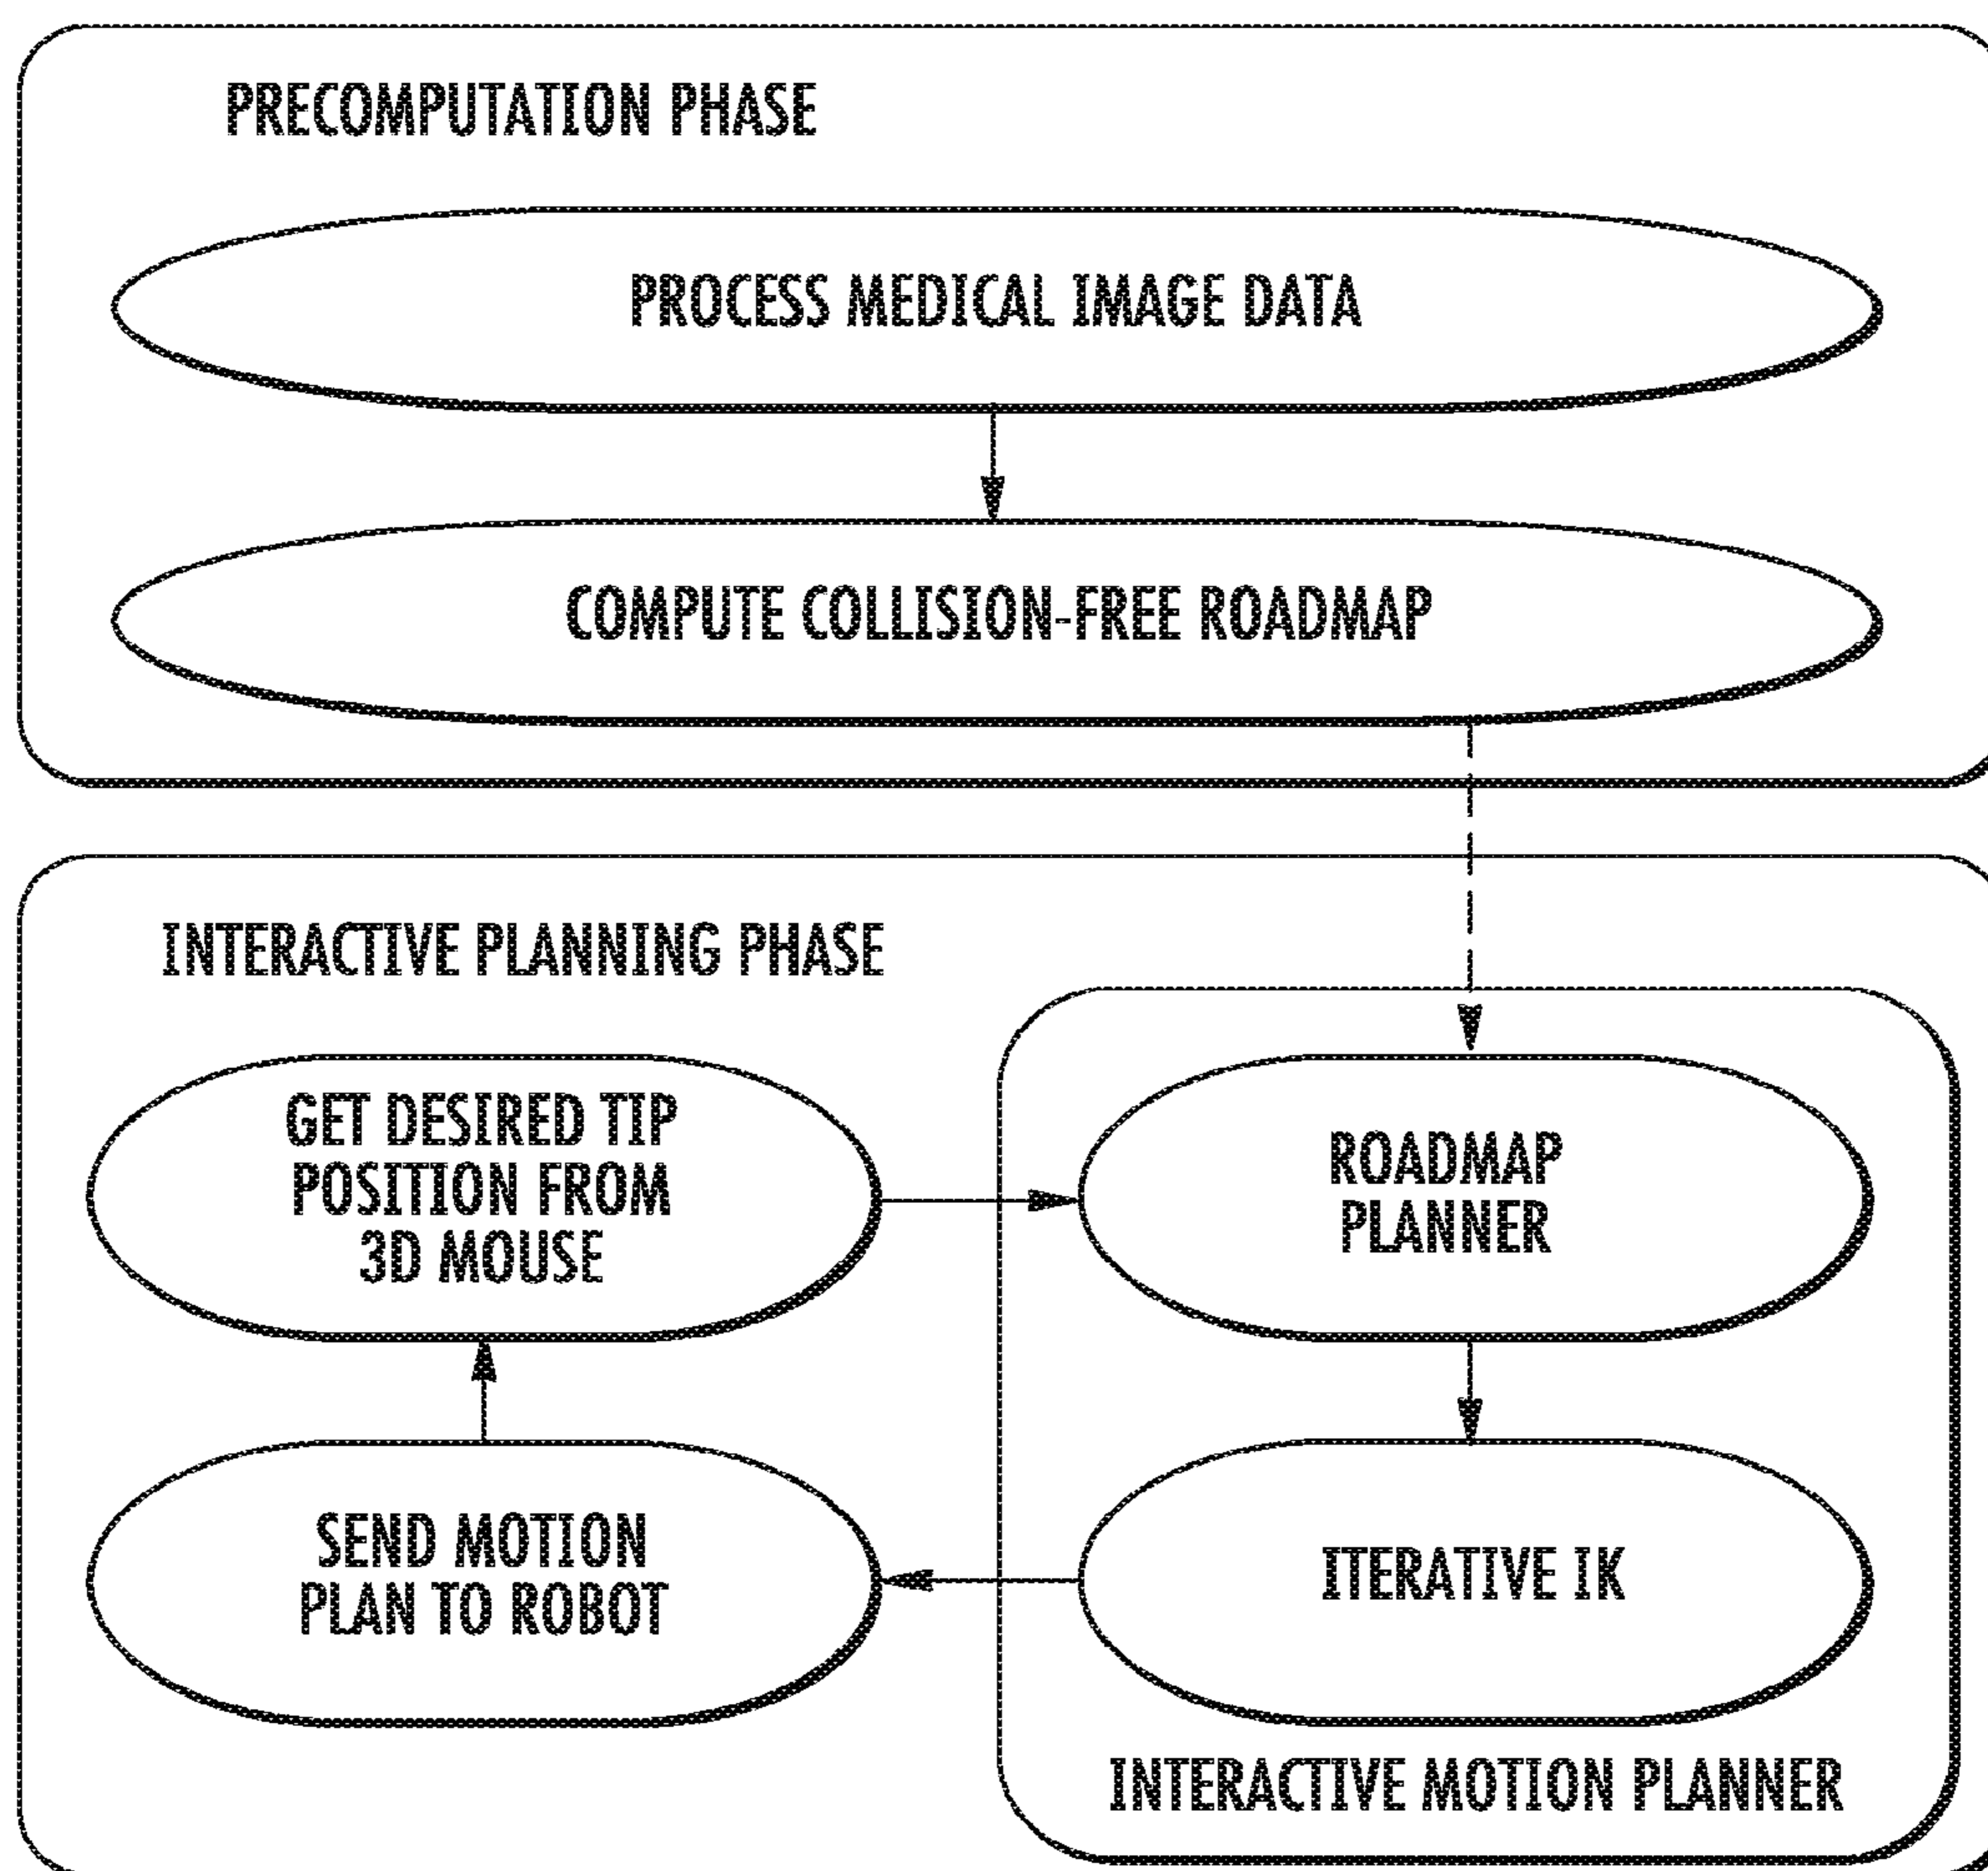 PRECOMPUTATION PHASE
PROCESS MEDICAL IMAGE DATA
COMPUTE COLLISION-FREE ROADMAP
INTERACTIVE PLANNING PHASE
GET DESIRED TIP
POSITION FROM
3D MOUSE
ROADMAP
PLANNER
SEND MOTION
PLAN TO ROBOT
ITERATIVE IK
INTERACTIVE MOTION PLANNER